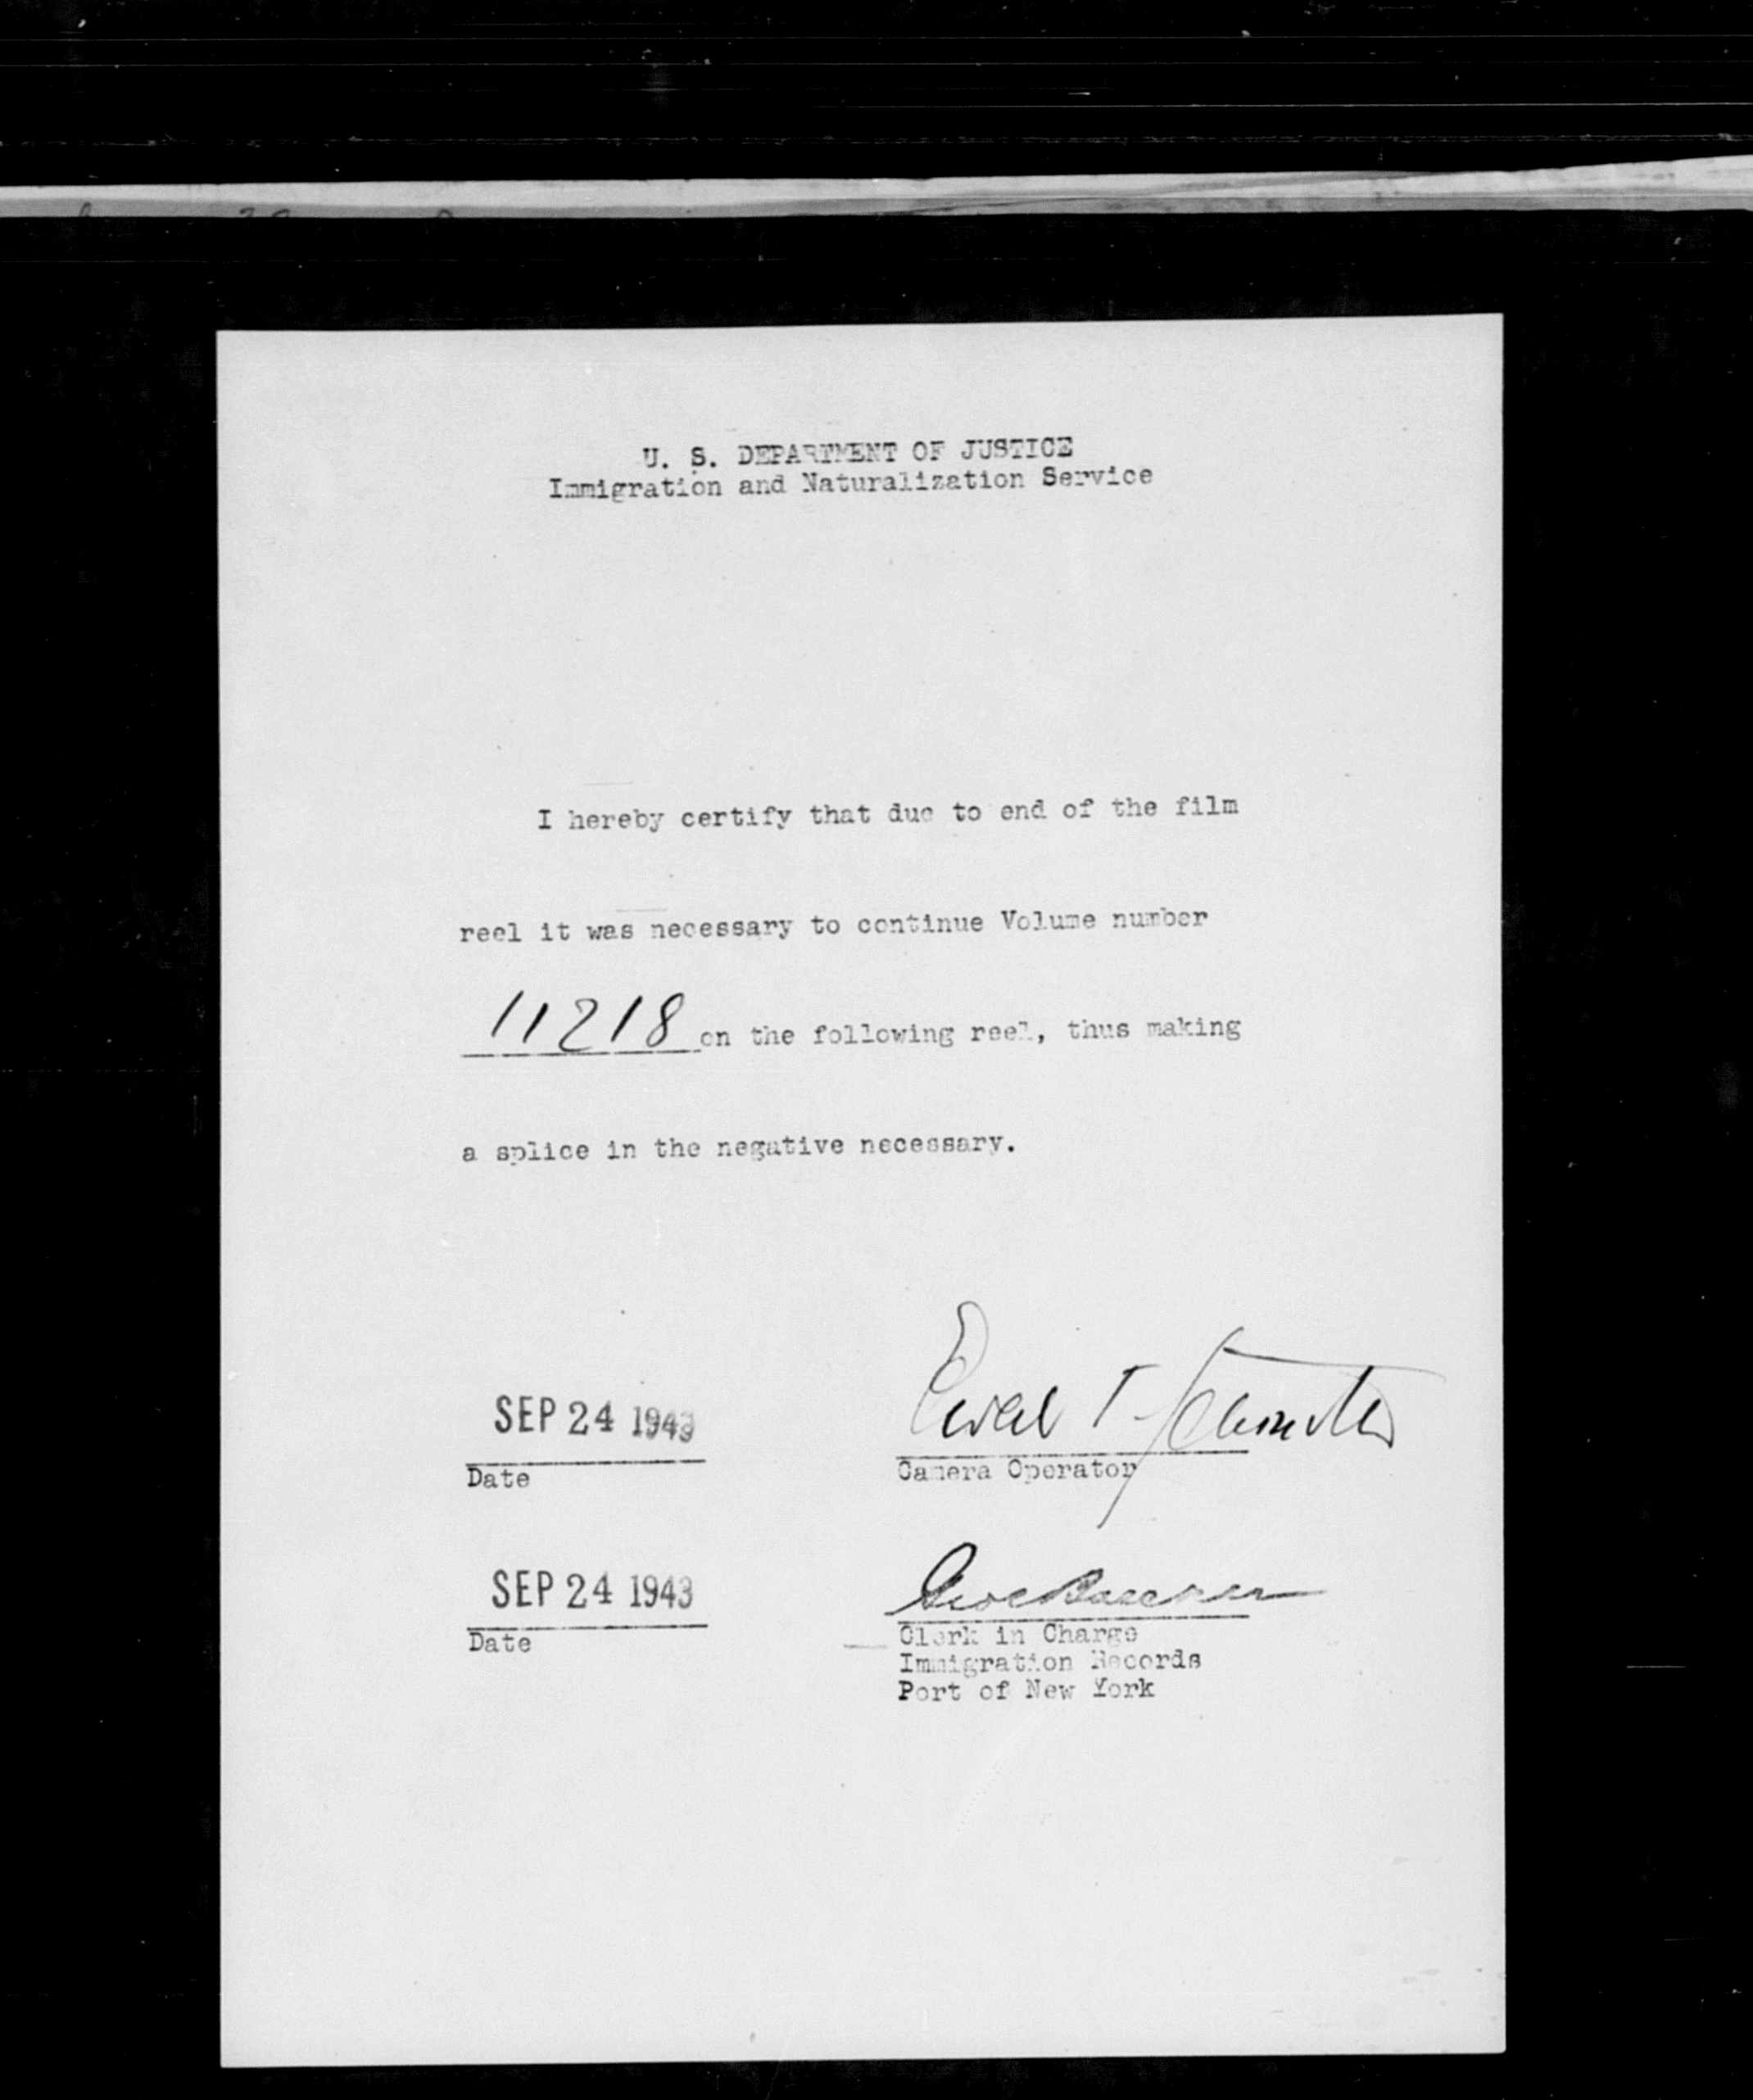 U. S. DEPARTMENT OF JUSTICE
Immigration and Naturalization Service
I hereby certify that due to end of the film
reel it was necessary to continue Volume number
11218 on the following reel, thus making
a splice in the negative necessary.
SEP 24 1943
Date
Camera Operator
SEP 24 1943
Date
Clerk in Charge
Immigration Records
Port of New York